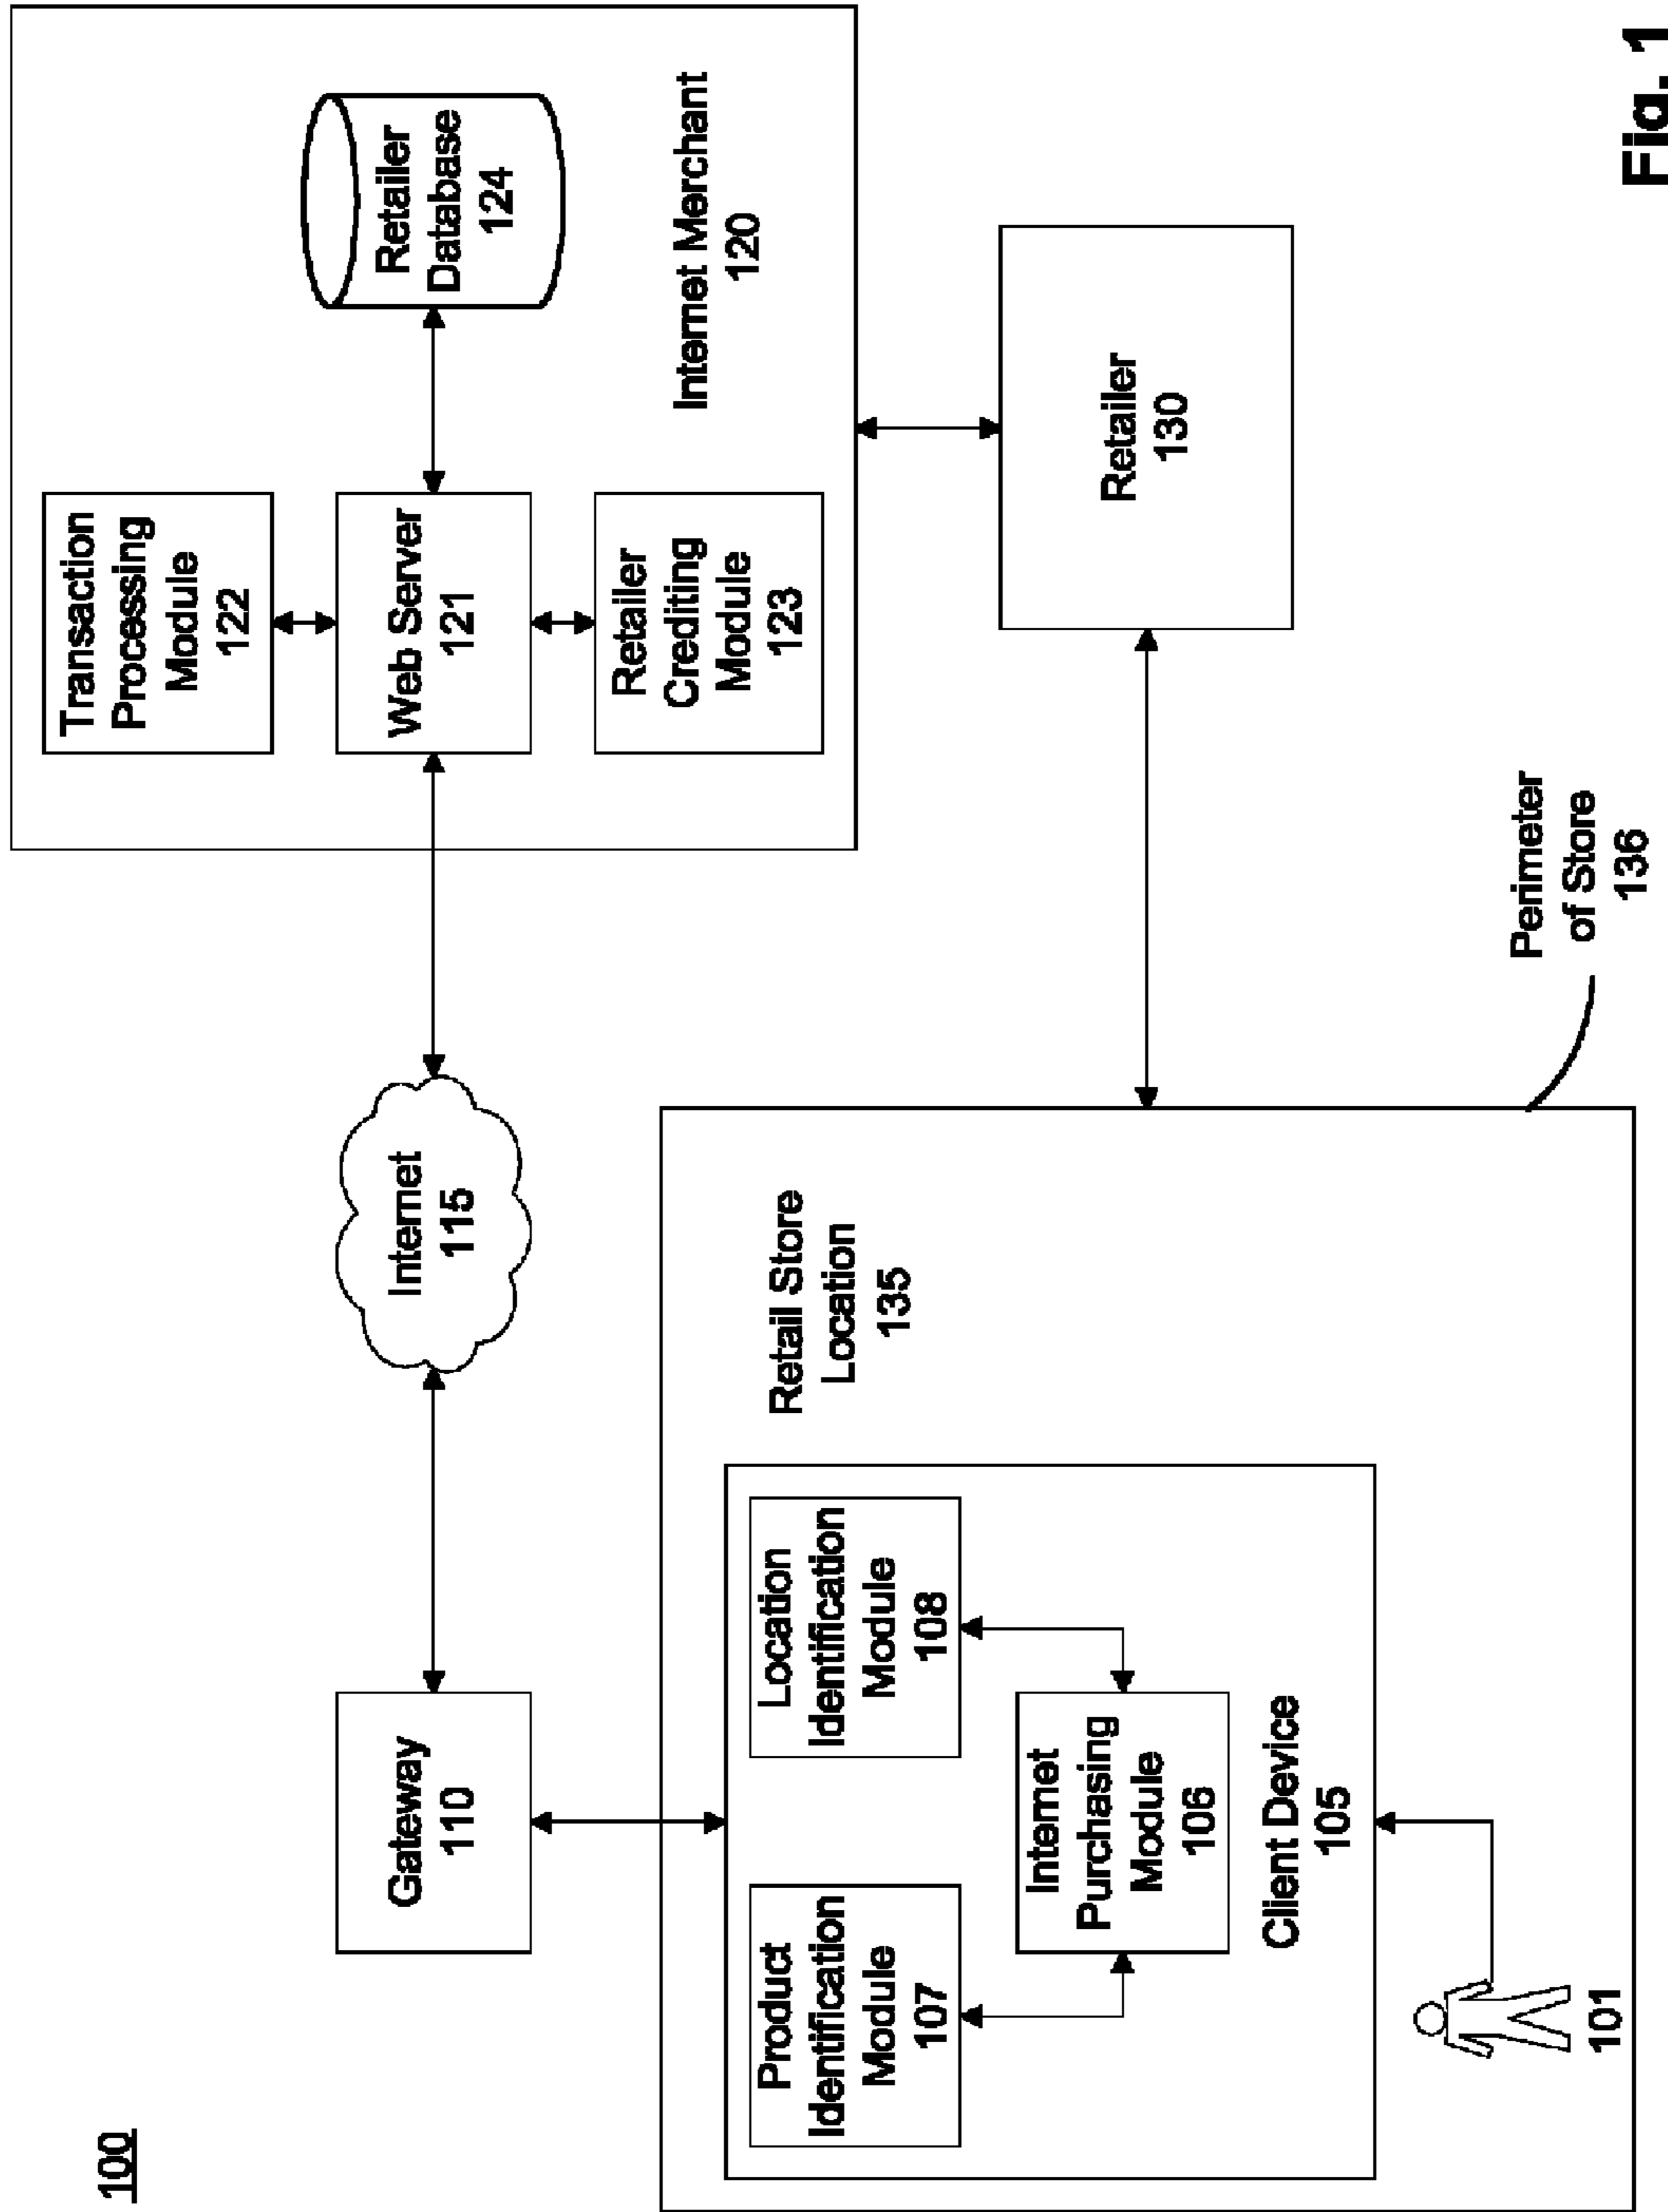 100
Gateway
110
Internet
115
Transaction
Processing
Module
122
Web Server
121
Retailer
Crediting
Module
123
Retailer
Database
124
Internet Merchant
120
Product
Identification
Module
107
Location
Identification
Module
108
Internet
Purchasing
Module
106
Client Device
105
Retail Store
Location
135
101
Retailer
130
Perimeter
of Store
136
Fig. 1